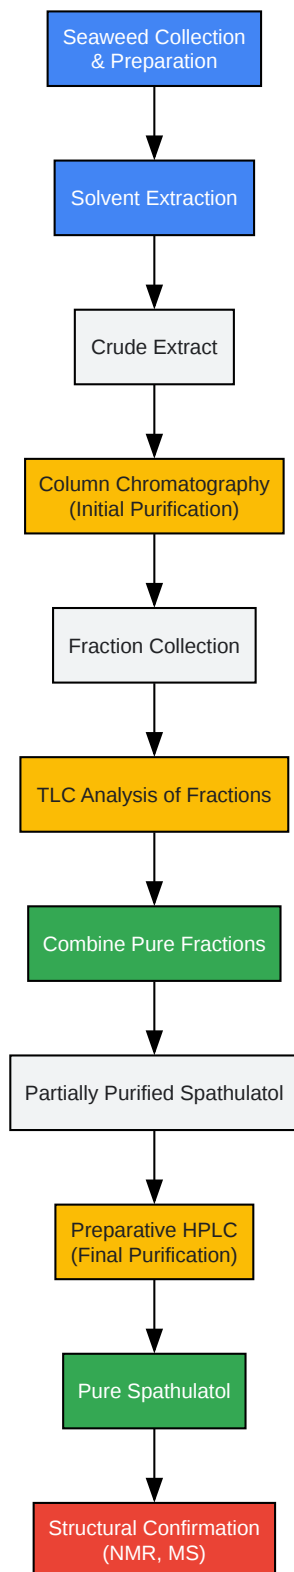 Seaweed Collection
& Preparation
Solvent Extraction
Crude Extract
Column Chromatography
(Initial Purification)
Fraction Collection
TLC Analysis of Fractions
Combine Pure Fractions
Partially Purified Spathulatol
Preparative HPLC
(Final Purification)
Pure Spathulatol
Structural Confirmation
(NMR, MS)